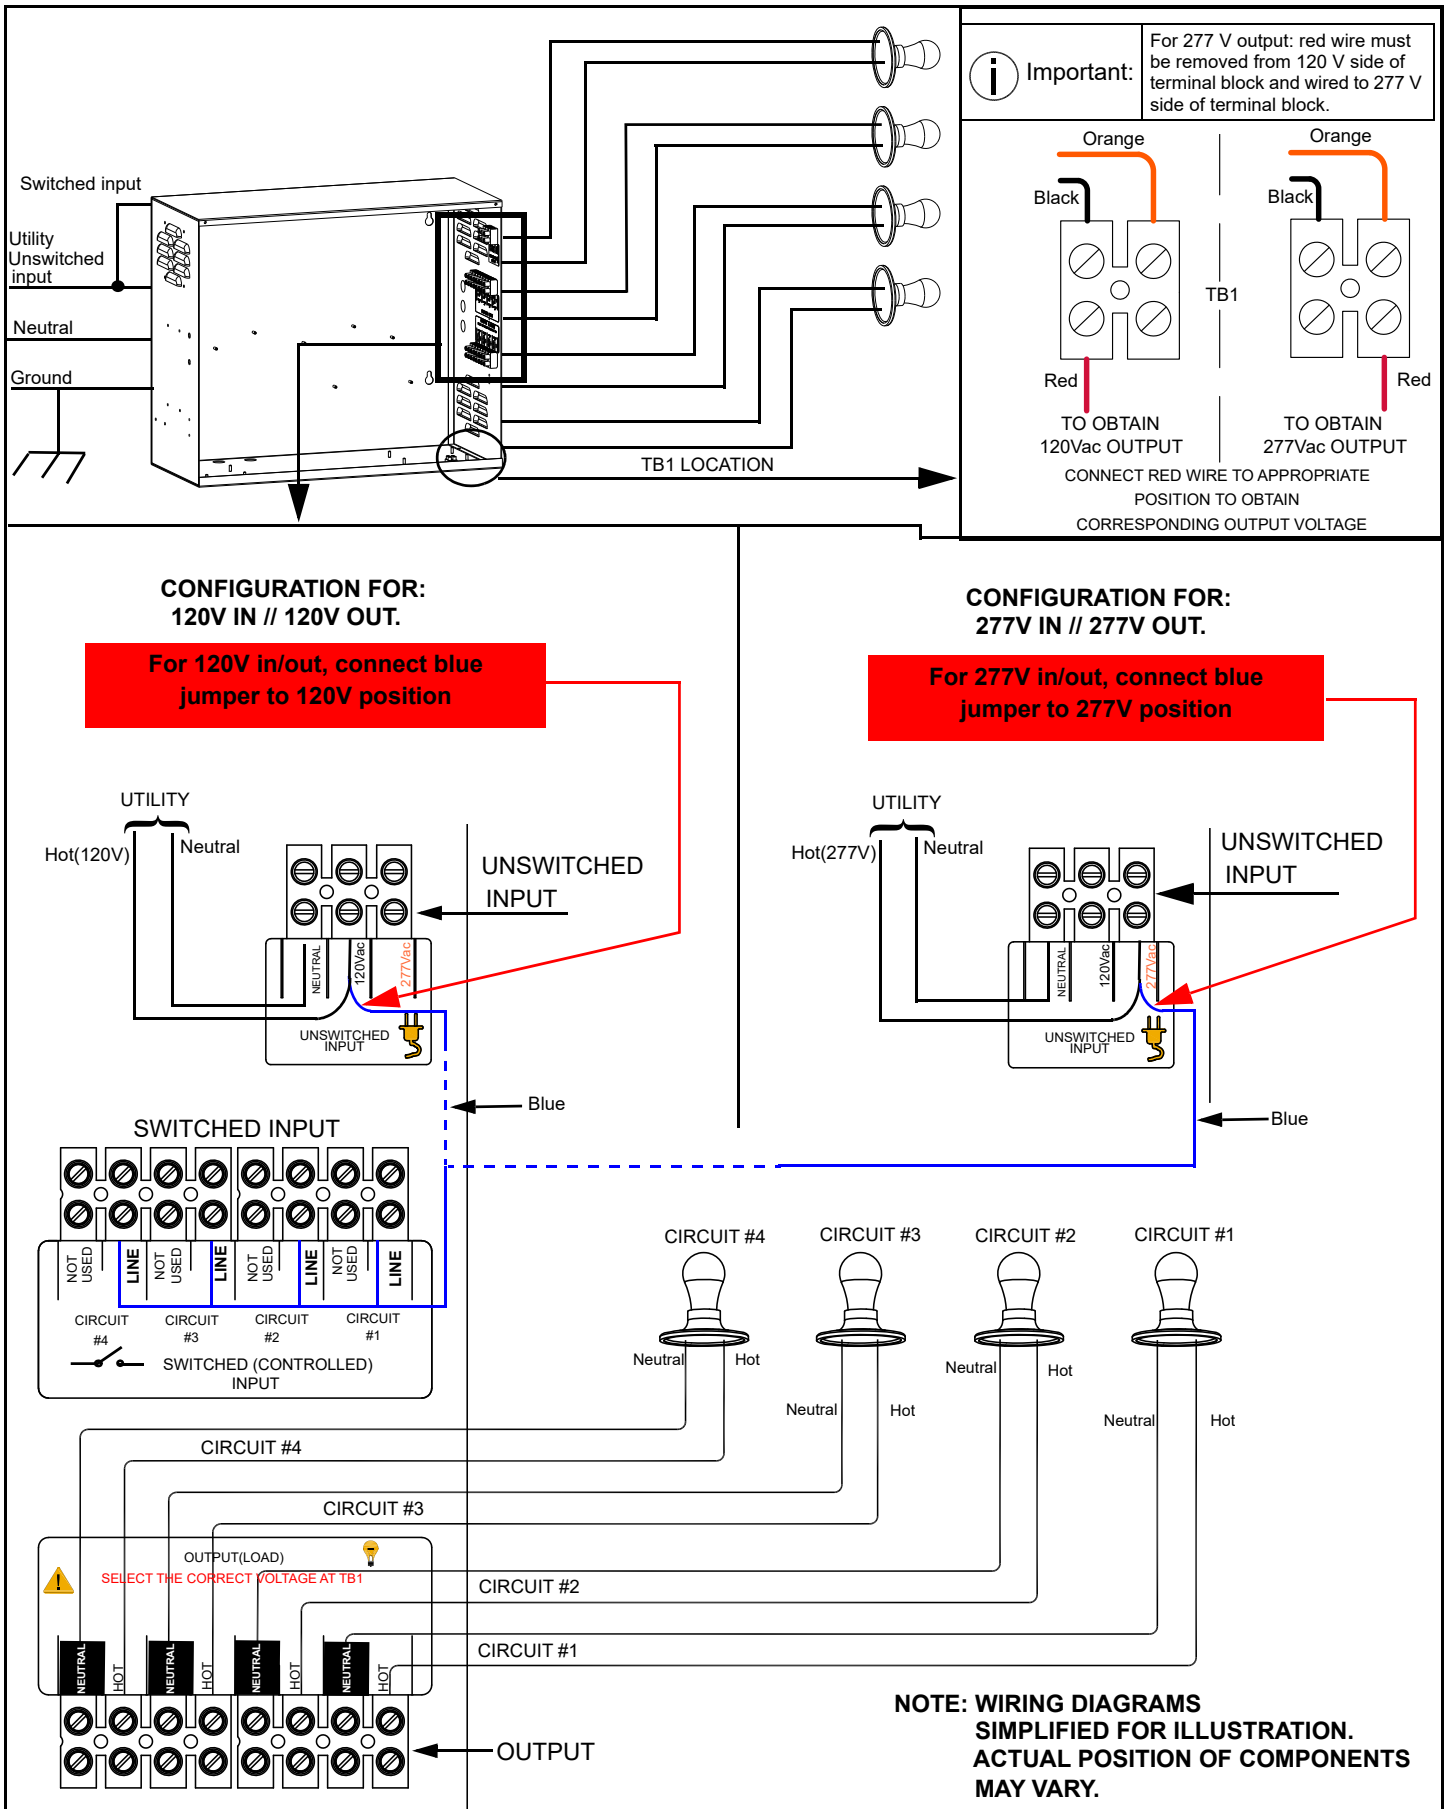 Switched input
Utility
Unswitched
input
Neutral
Ground
TB1 LOCATION
Important:
For 277 V output: red wire must
be removed from 120 V side of
terminal block and wired to 277 V
side of terminal block.
Orange
Orange
Black
Black
TB1
Red
Red
TO OBTAIN
120Vac OUTPUT
TO OBTAIN
277Vac OUTPUT
CONNECT RED WIRE TO APPROPRIATE
POSITION TO OBTAIN
CORRESPONDING OUTPUT VOLTAGE
CONFIGURATION FOR:
120V IN // 120V OUT.
For 120V in/out, connect blue
jumper to 120V position
UTILITY
Hot(120V)
Neutral
UNSWITCHED
INPUT
NEUTRAL
120Vac
277Vac
UNSWITCHED
INPUT
Blue
CONFIGURATION FOR:
277V IN // 277V OUT.
For 277V in/out, connect blue
jumper to 277V position
UTILITY
Hot(277V)
Neutral
UNSWITCHED
INPUT
NEUTRAL
120Vac
277Vac
UNSWITCHED
INPUT
Blue
SWITCHED INPUT
NOT
USED
LINE
NOT
USED
LINE
NOT
USED
LINE
NOT
USED
LINE
CIRCUIT
#4
CIRCUIT
#3
CIRCUIT
#2
CIRCUIT
#1
SWITCHED (CONTROLLED)
INPUT
CIRCUIT #4
CIRCUIT #3
CIRCUIT #2
CIRCUIT #1
Neutral
Hot
Neutral
Hot
Neutral
Hot
Neutral
Hot
CIRCUIT #4
CIRCUIT #3
CIRCUIT #2
CIRCUIT #1
OUTPUT(LOAD)
SELECT THE CORRECT VOLTAGE AT TB1
NEUTRAL
HOT
NEUTRAL
HOT
NEUTRAL
HOT
NEUTRAL
HOT
OUTPUT
NOTE: WIRING DIAGRAMS
SIMPLIFIED FOR ILLUSTRATION.
ACTUAL POSITION OF COMPONENTS
MAY VARY.